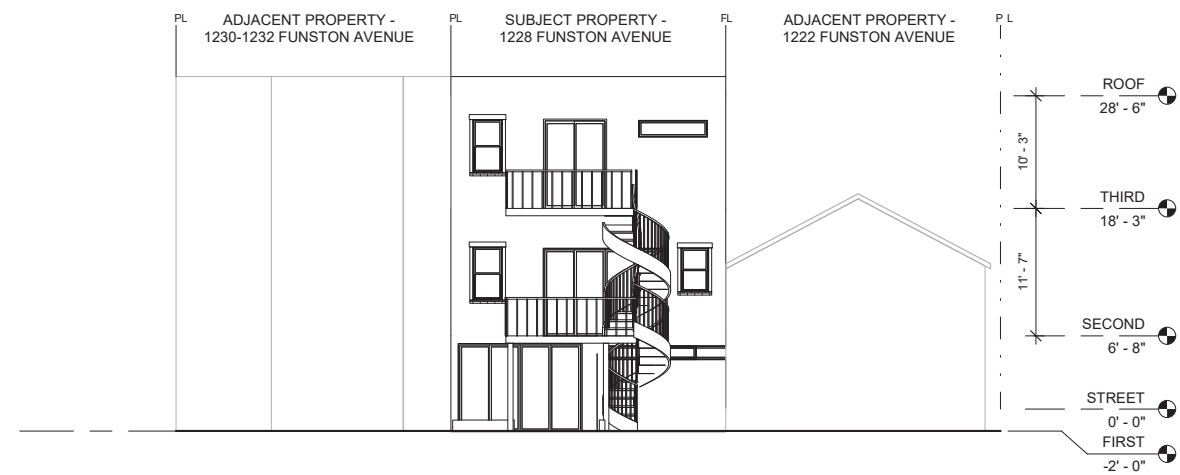 PL
ADJACENT PROPERTY -
1230-1232 FUNSTON AVENUE
PL
SUBJECT PROPERTY -
1228 FUNSTON AVENUE
FL
ADJACENT PROPERTY -
1222 FUNSTON AVENUE
P L
ROOF
28' - 6"
10' - 3"
THIRD
18' - 3"
11' - 7"
SECOND
6' - 8"
STREET
0' - 0"
FIRST
-2' - 0"